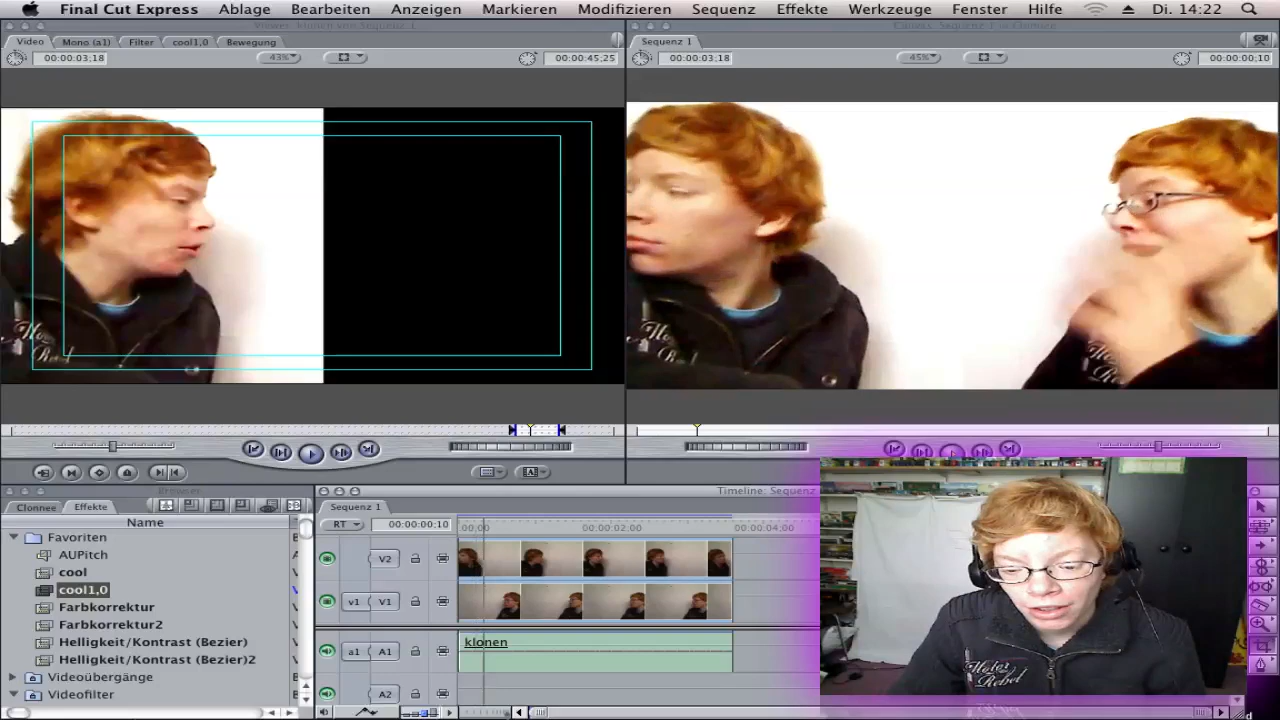 Final Cut Express Ablage Bearbeiten Anzeigen Markieren Modifizieren Sequenz Effekte Werkzeuge Fenster Hilfe Di. 14:22
Video Mono (a1) Filter cool1,0 Bewegung
Sequenz 1
00:00:03;18 43% 00:00:45;25
00:00:03;18 45% 00:00:00;10
Browser
Clonnee Effekte
Name
Favoriten
AUPitch
cool
cool1,0
Farbkorrektur
Farbkorrektur2
Helligkeit/Kontrast (Bezier)
Helligkeit/Kontrast (Bezier)2
Videoübergänge
Videofilter
Timeline: Sequenz
Sequenz 1
RT 00:00:00;10 00;00 00:00:02;00 00:00:04;00
V2
v1 V1
a1 A1 klonen
A2